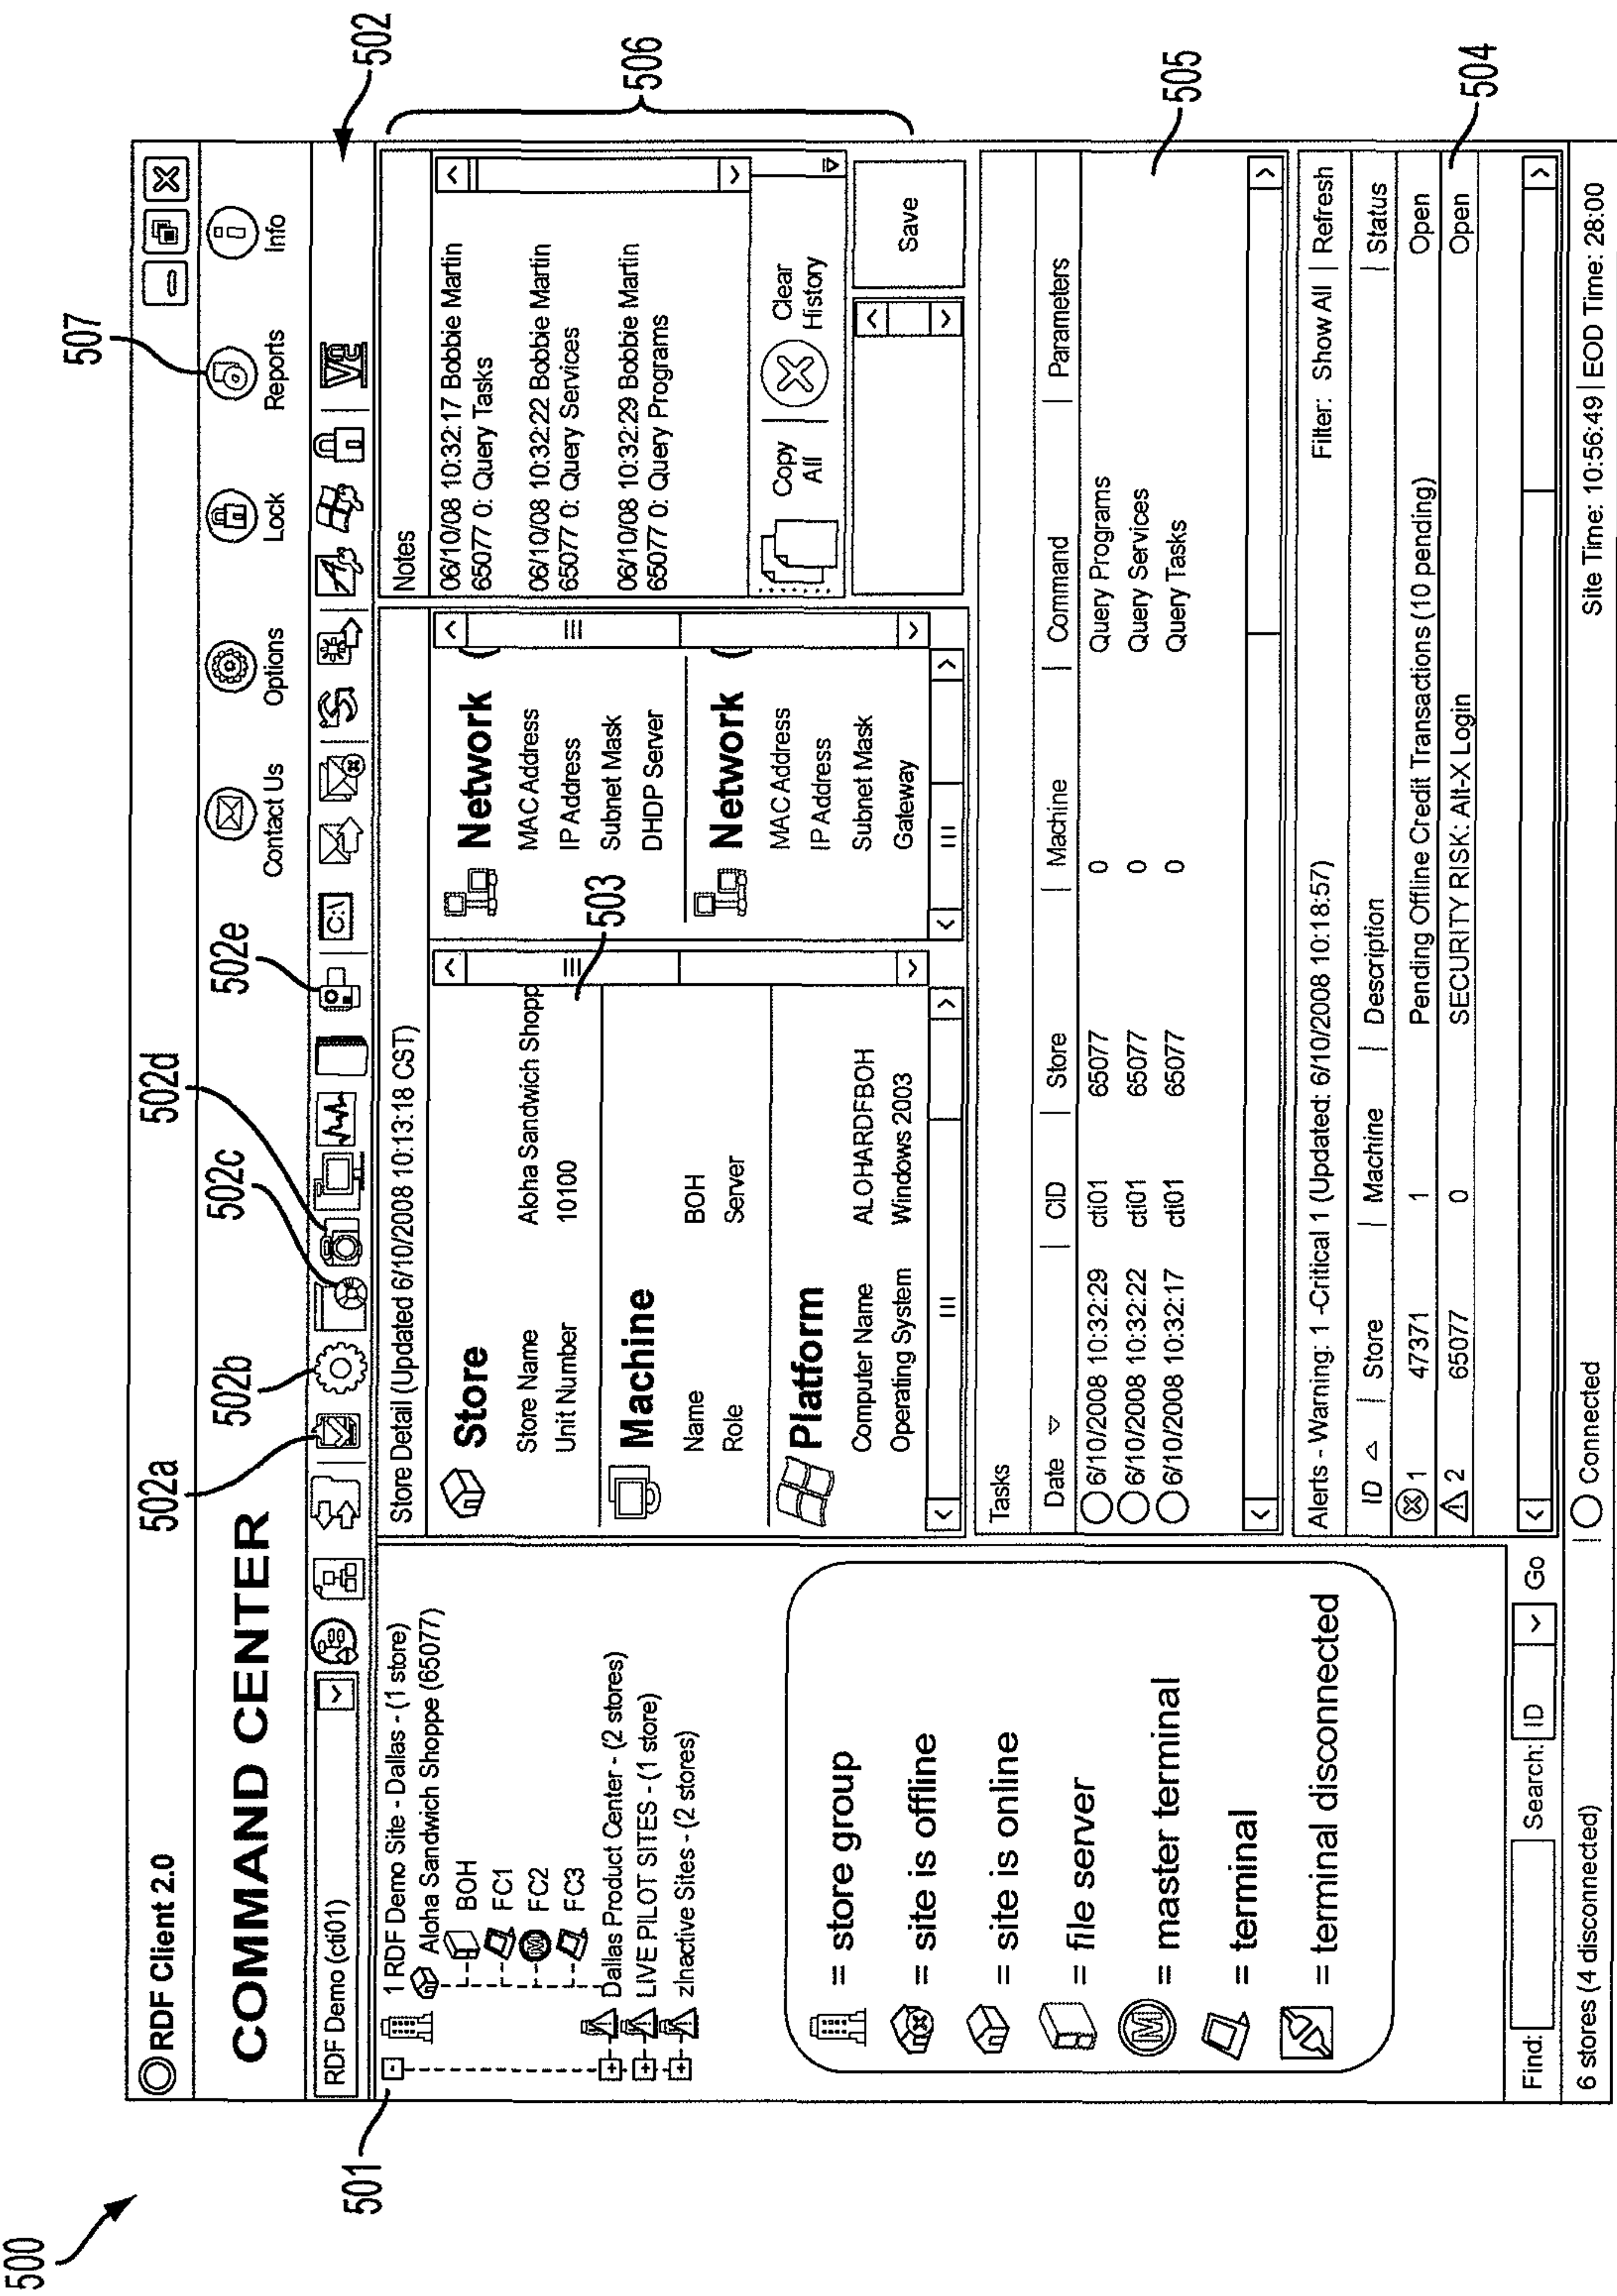 500
507
502
506
505
504
503
502e
502d
502c
502b
502a
501
RDF Client 2.0
COMMAND CENTER
Contact Us
Options
Lock
Reports
Info
RDF Demo (cti01)
C:\
VNC
1 RDF Demo Site - Dallas - (1 store)
Aloha Sandwich Shoppe (65077)
BOH
FC1
M FC2
FC3
Dallas Product Center - (2 stores)
LIVE PILOT SITES - (1 store)
zInactive Sites - (2 stores)
= store group
= site is offline
= site is online
= file server
M = master terminal
= terminal
= terminal disconnected
Find: Search: ID Go
6 stores (4 disconnected)
Store Detail (Updated 6/10/2008 10:13:18 CST)
Store
Store Name Aloha Sandwich Shopp
Unit Number 10100
Machine
Name BOH
Role Server
Platform
Computer Name ALOHARDFBOH
Operating System Windows 2003
Network (
MAC Address
IP Address
Subnet Mask
DHDP Server
Network (
MAC Address
IP Address
Subnet Mask
Gateway
Notes
06/10/08 10:32:17 Bobbie Martin
65077 0: Query Tasks
06/10/08 10:32:22 Bobbie Martin
65077 0: Query Services
06/10/08 10:32:29 Bobbie Martin
65077 0: Query Programs
Copy All | Clear History
Save
Tasks
Date | CID | Store | Machine | Command | Parameters
6/10/2008 10:32:29 cti01 65077 0 Query Programs
6/10/2008 10:32:22 cti01 65077 0 Query Services
6/10/2008 10:32:17 cti01 65077 0 Query Tasks
Alerts - Warning: 1 -Critical 1 (Updated: 6/10/2008 10:18:57) Filter: Show All | Refresh
ID | Store | Machine | Description | Status
1 47371 1 Pending Offline Credit Transactions (10 pending) Open
2 65077 0 SECURITY RISK: Alt-X Login Open
Connected
Site Time: 10:56:49 | EOD Time: 28:00